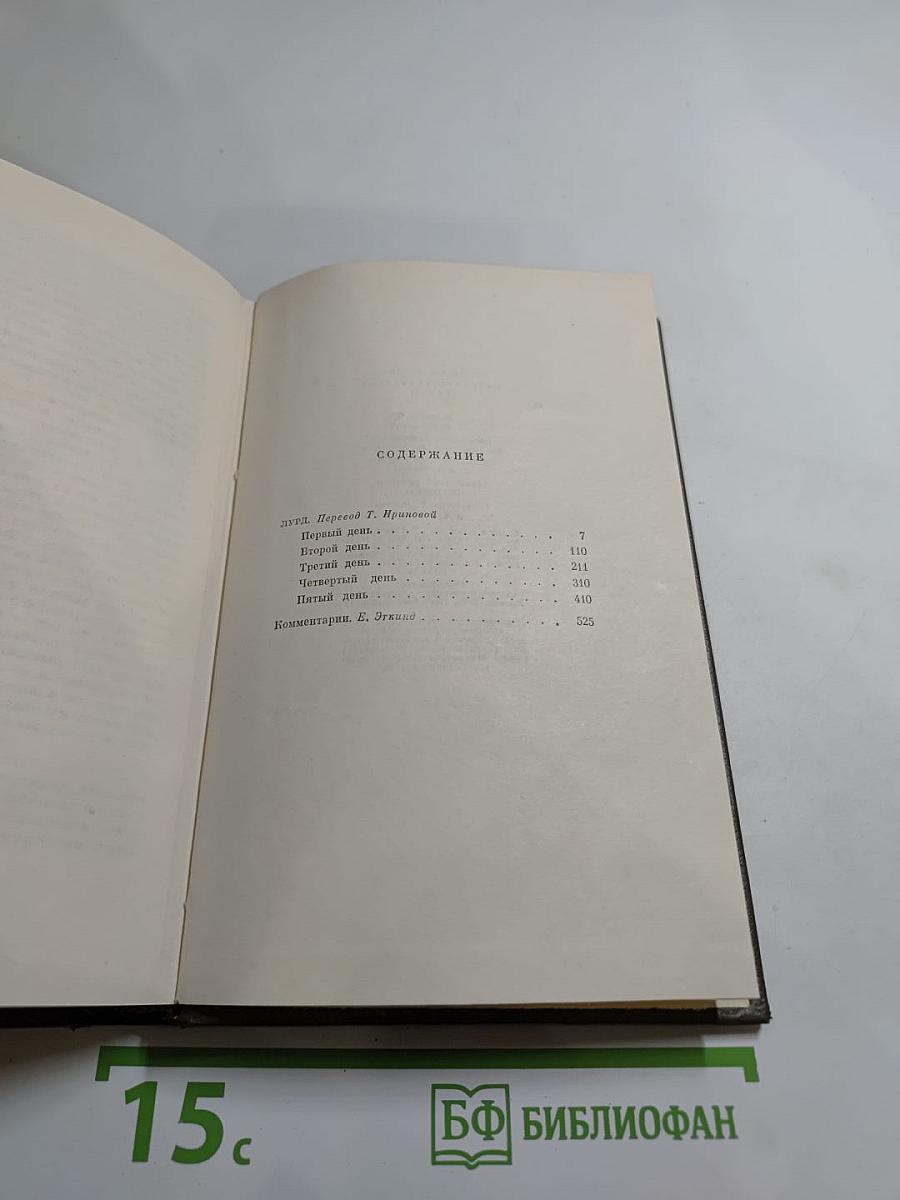 СОДЕРЖАНИЕ
ЛУРД. Перевод Т. Ириновой
Первый день . . . . . . . . . . . . . 7
Второй день . . . . . . . . . . . . . 110
Третий день . . . . . . . . . . . . . 211
Четвертый день . . . . . . . . . . . 310
Пятый день . . . . . . . . . . . . . 410
Комментарии. Е. Эткинд . . . . . . . . . . 525
15 с
БФ БИБЛИОФАН